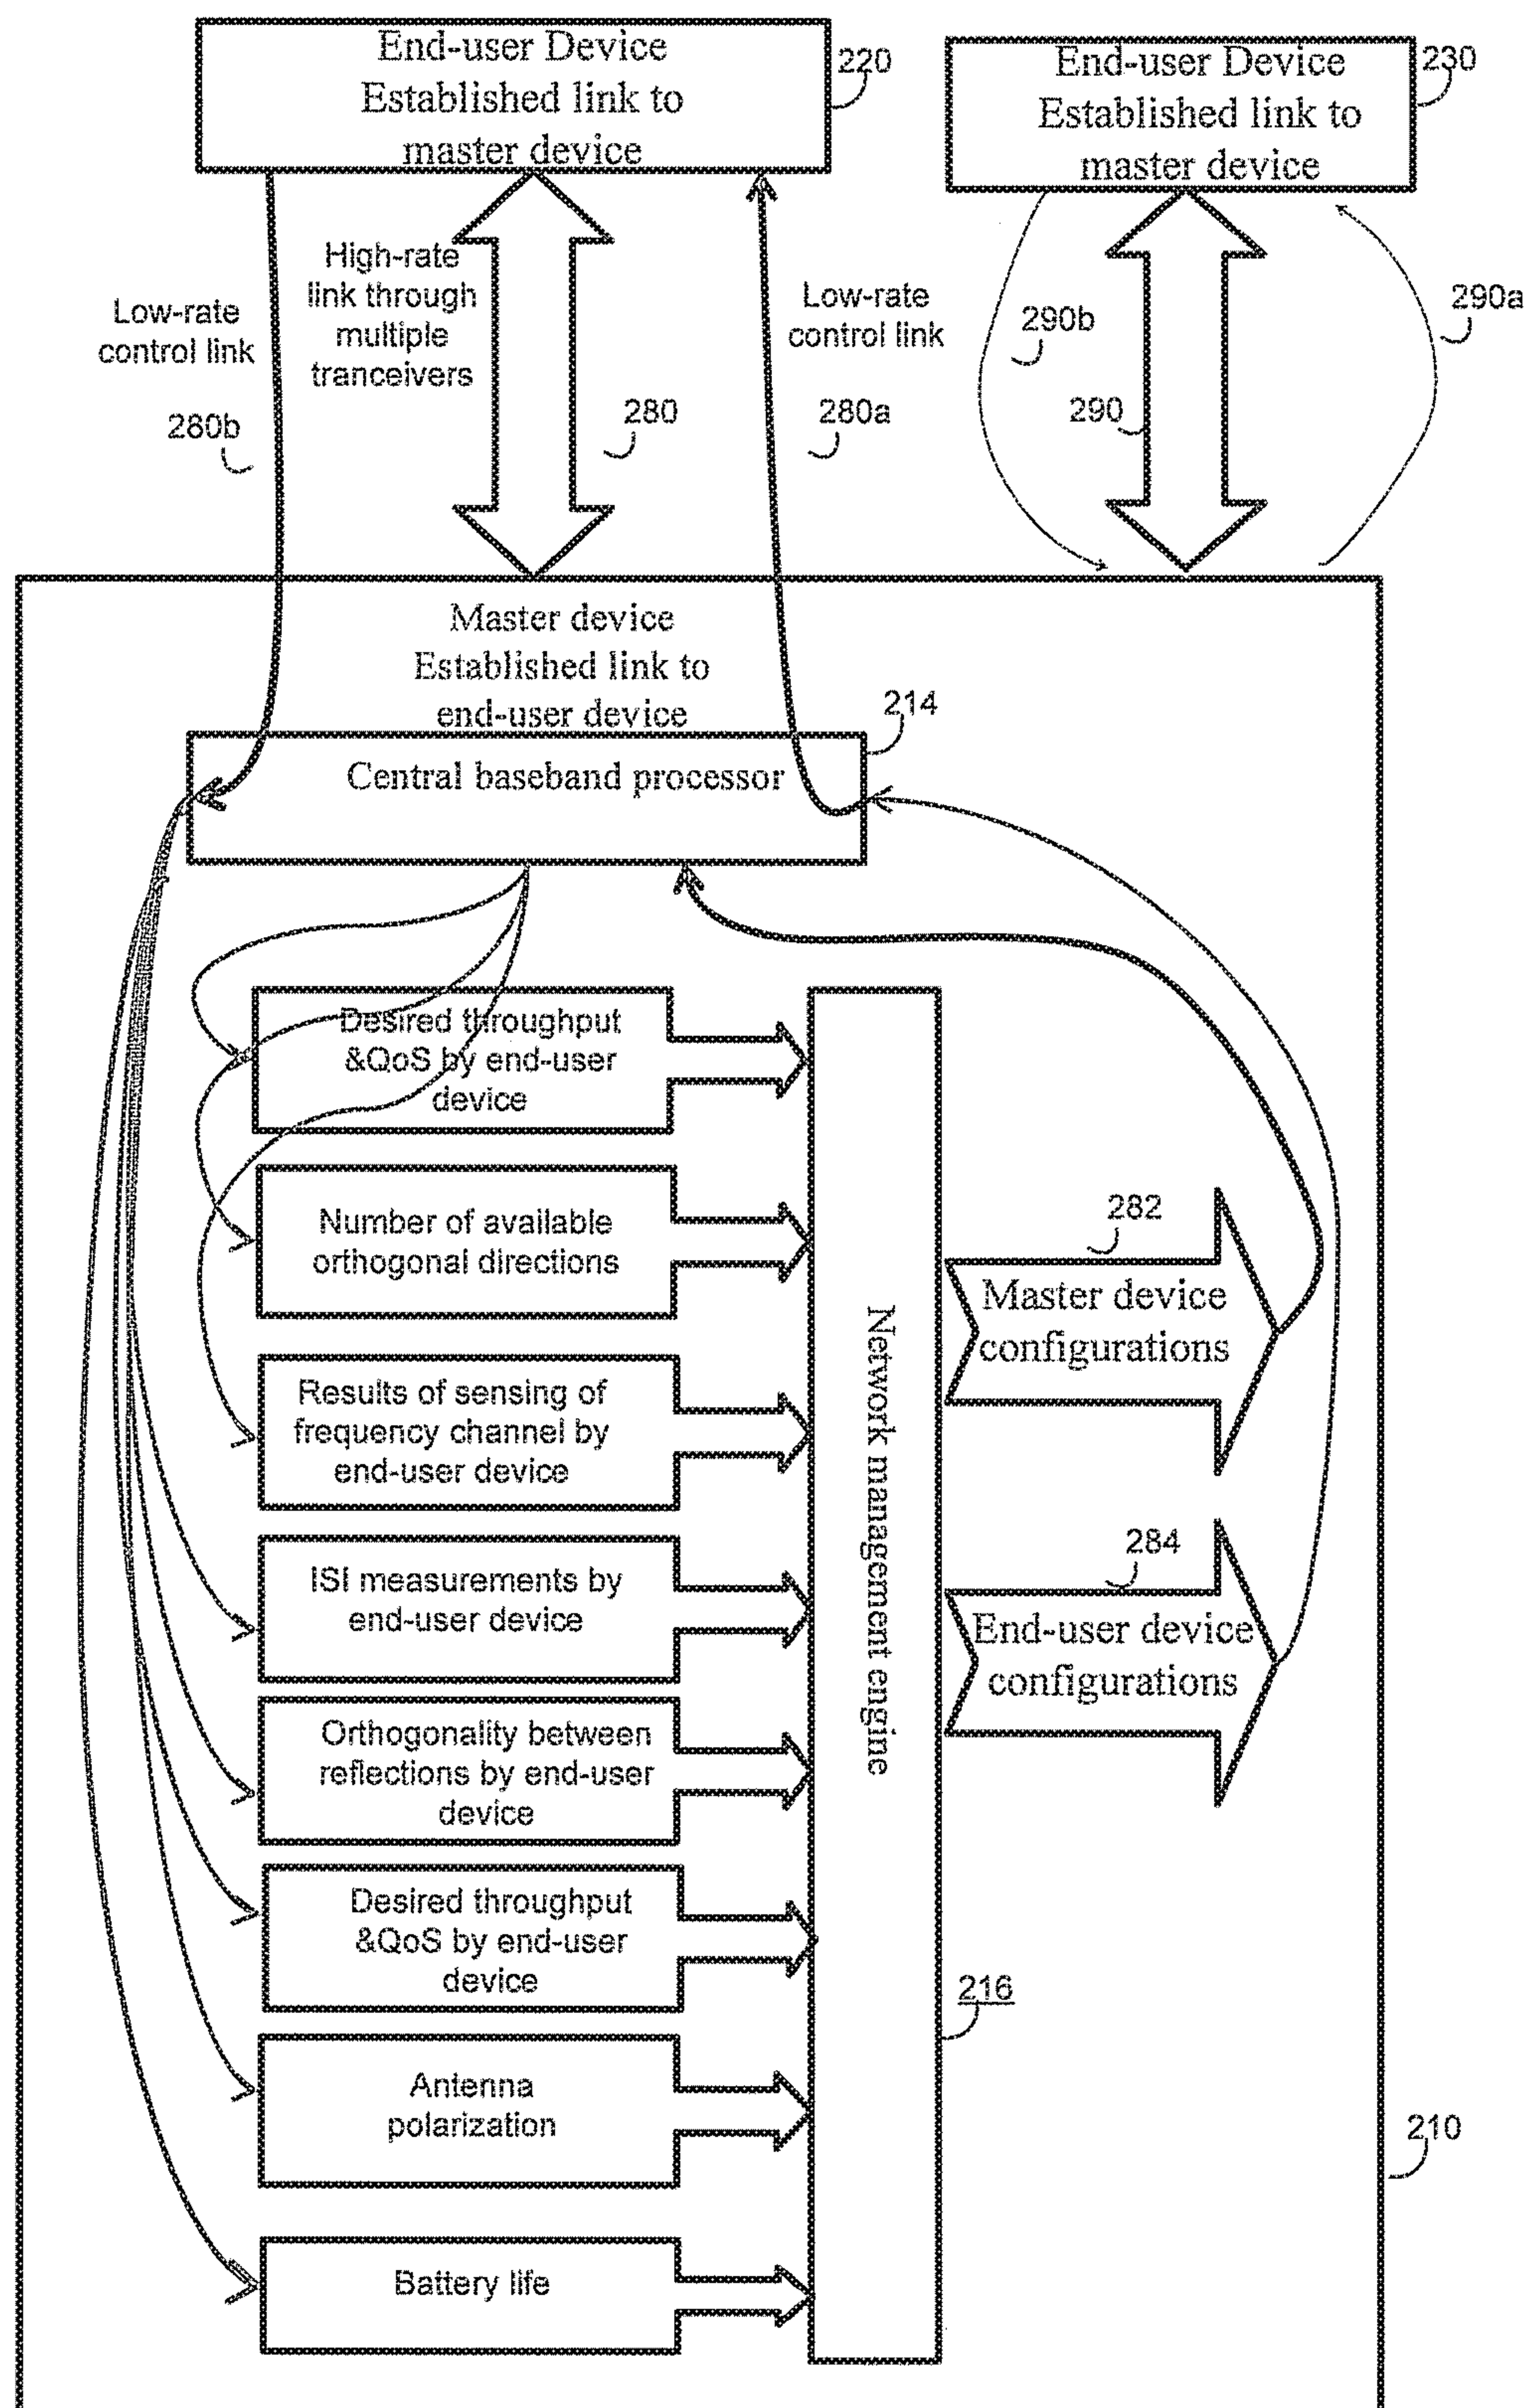 End-user Device
Established link to
master device
220
End-user Device
Established link to
master device
230
High-rate
link through
multiple
tranceivers
Low-rate
control link
280b
280
Low-rate
control link
280a
290b
290
290a
Master device
Established link to
end-user device
214
Central baseband processor
Desired throughput
&QoS by end-user
device
Number of available
orthogonal directions
Results of sensing of
frequency channel by
end-user device
ISI measurements by
end-user device
Orthogonality between
reflections by end-user
device
Desired throughput
&QoS by end-user
device
Antenna
polarization
Battery life
Network management engine
216
282
Master device
configurations
284
End-user device
configurations
210